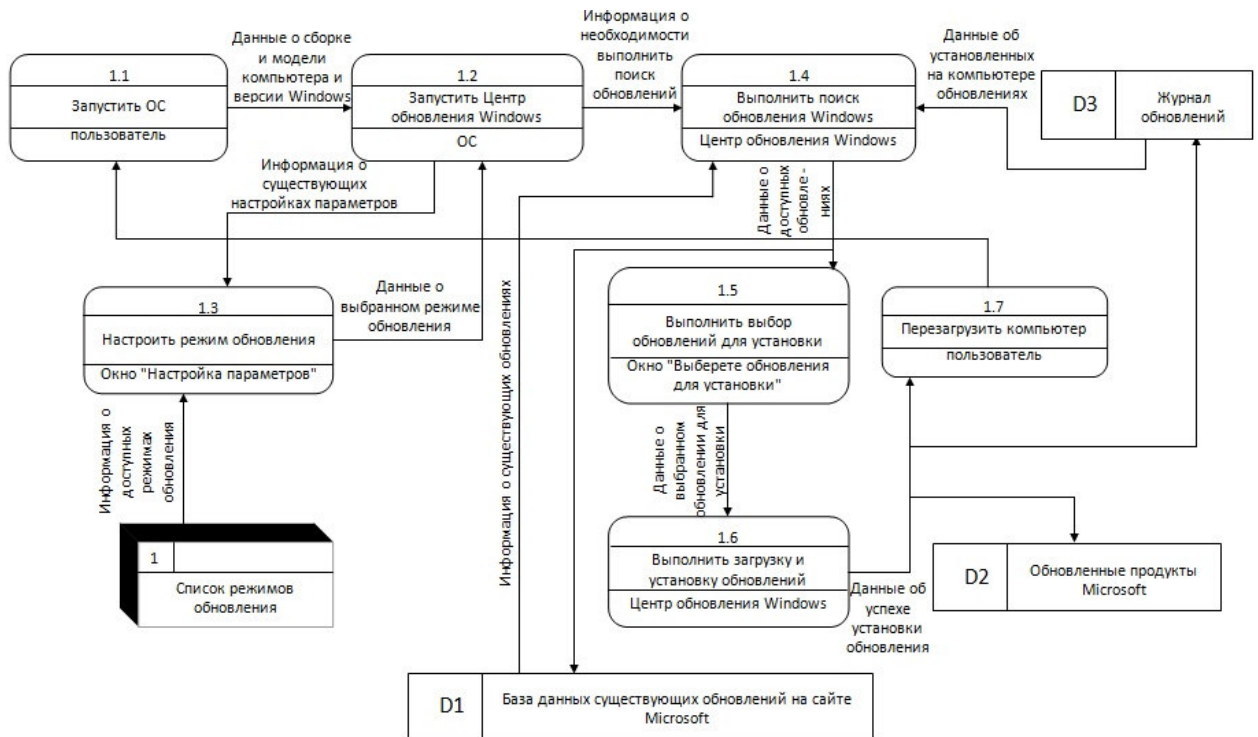 1.1
Запустить ОС
пользователь
Данные о сборке
и модели
компьютера и
версии Windows
1.2
Запустить Центр
обновления Windows
ОС
Информация о
необходимости
выполнить
поиск
обновлений
1.4
Выполнить поиск
обновления Windows
Центр обновления Windows
Данные об
установленных
на компьютере
обновлениях
D3
Журнал
обновлений
Информация о
существующих
настройках параметров
Данные о
доступных
обновле -
ниях
1.3
Настроить режим обновления
Окно "Настройка параметров"
Данные о
выбранном режиме
обновления
Информация о существующих обновлениях
1.5
Выполнить выбор
обновлений для установки
Окно "Выберете обновления
для установки"
1.7
Перезагрузить компьютер
пользователь
Информация о
доступных
режимах
обновления
Данные о
выбранном
обновлении для
установки
1
Список режимов
обновления
1.6
Выполнить загрузку и
установку обновлений
Центр обновления Windows
Данные об
успехе
установки
обновления
D2
Обновленные продукты
Microsoft
D1
База данных существующих обновлений на сайте
Microsoft